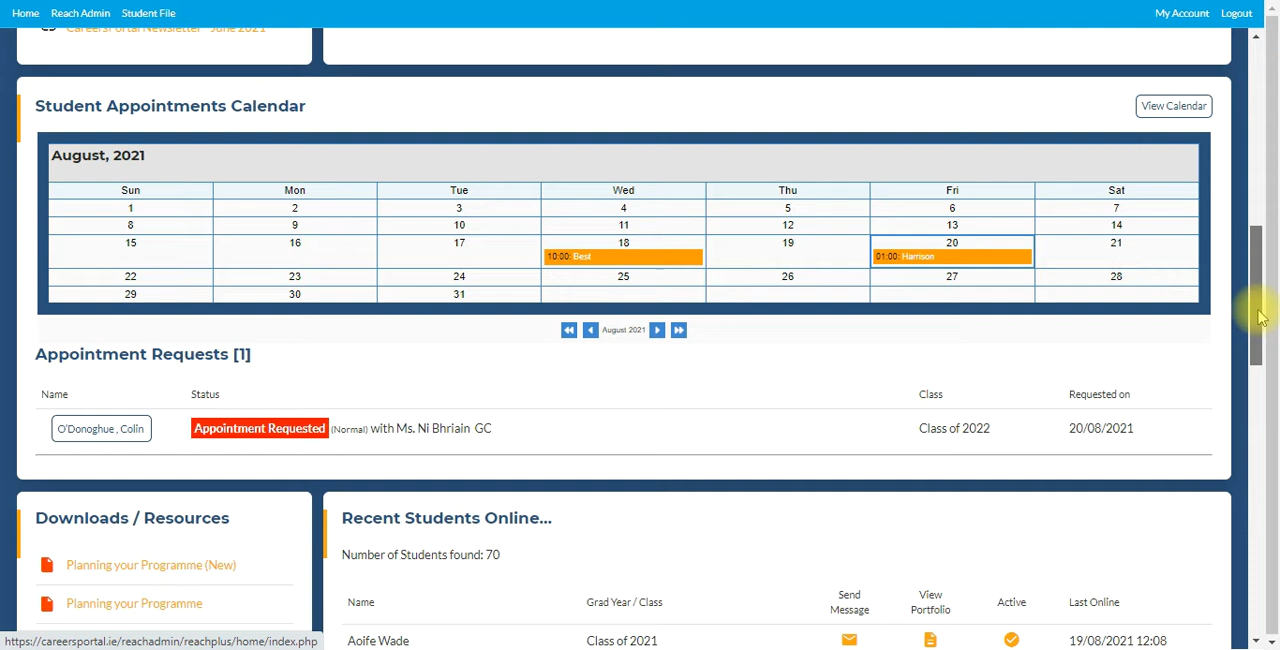 Home Reach Admin Student File My Account Logout
CareersPortal Newsletter - June 2021
Student Appointments Calendar View Calendar
August, 2021
Sun Mon Tue Wed Thu Fri Sat
1 2 3 4 5 6 7
8 9 10 11 12 13 14
15 16 17 18 19 20 21
10:00: Best 01:00: Harrison
22 23 24 25 26 27 28
29 30 31
August 2021
Appointment Requests [1]
Name Status Class Requested on
O'Donoghue , Colin Appointment Requested (Normal) with Ms. Ni Bhriain GC Class of 2022 20/08/2021
Downloads / Resources
Planning your Programme (New)
Planning your Programme
Recent Students Online...
Number of Students found: 70
Name Grad Year / Class Send Message View Portfolio Active Last Online
Aoife Wade Class of 2021 19/08/2021 12:08
https://careersportal.ie/reachadmin/reachplus/home/index.php